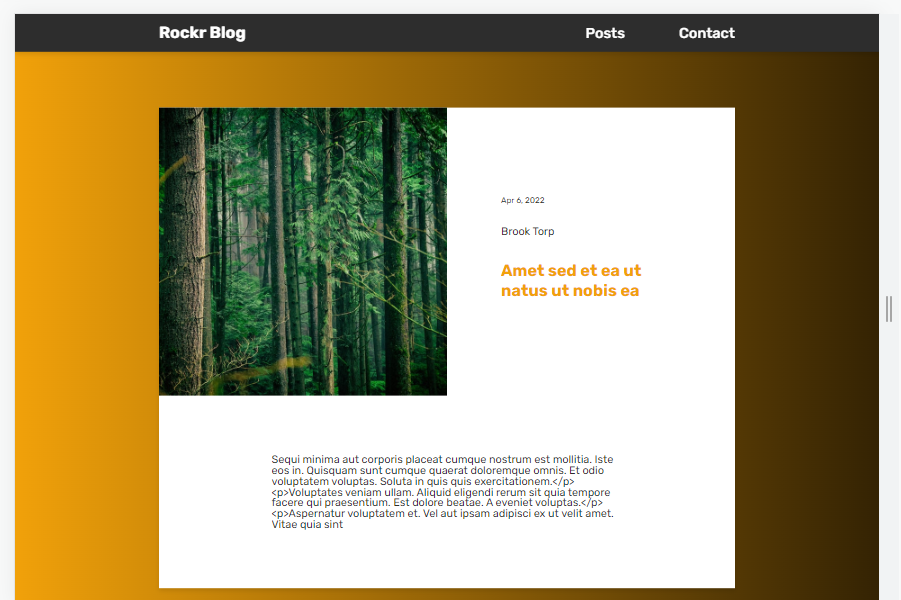 Rockr Blog
Posts
Contact
Apr 6, 2022
Brook Torp
Amet sed et ea ut
natus ut nobis ea
Sequi minima aut corporis placeat cumque nostrum est mollitia. Iste
eos in. Quisquam sunt cumque quaerat doloremque omnis. Et odio
voluptatem voluptas. Soluta in quis quis exercitationem.</p>
<p>Voluptates veniam ullam. Aliquid eligendi rerum sit quia tempore
facere qui praesentium. Est dolore beatae. A eveniet voluptas.</p>
<p>Aspernatur voluptatem et. Vel aut ipsam adipisci ex ut velit amet.
Vitae quia sint